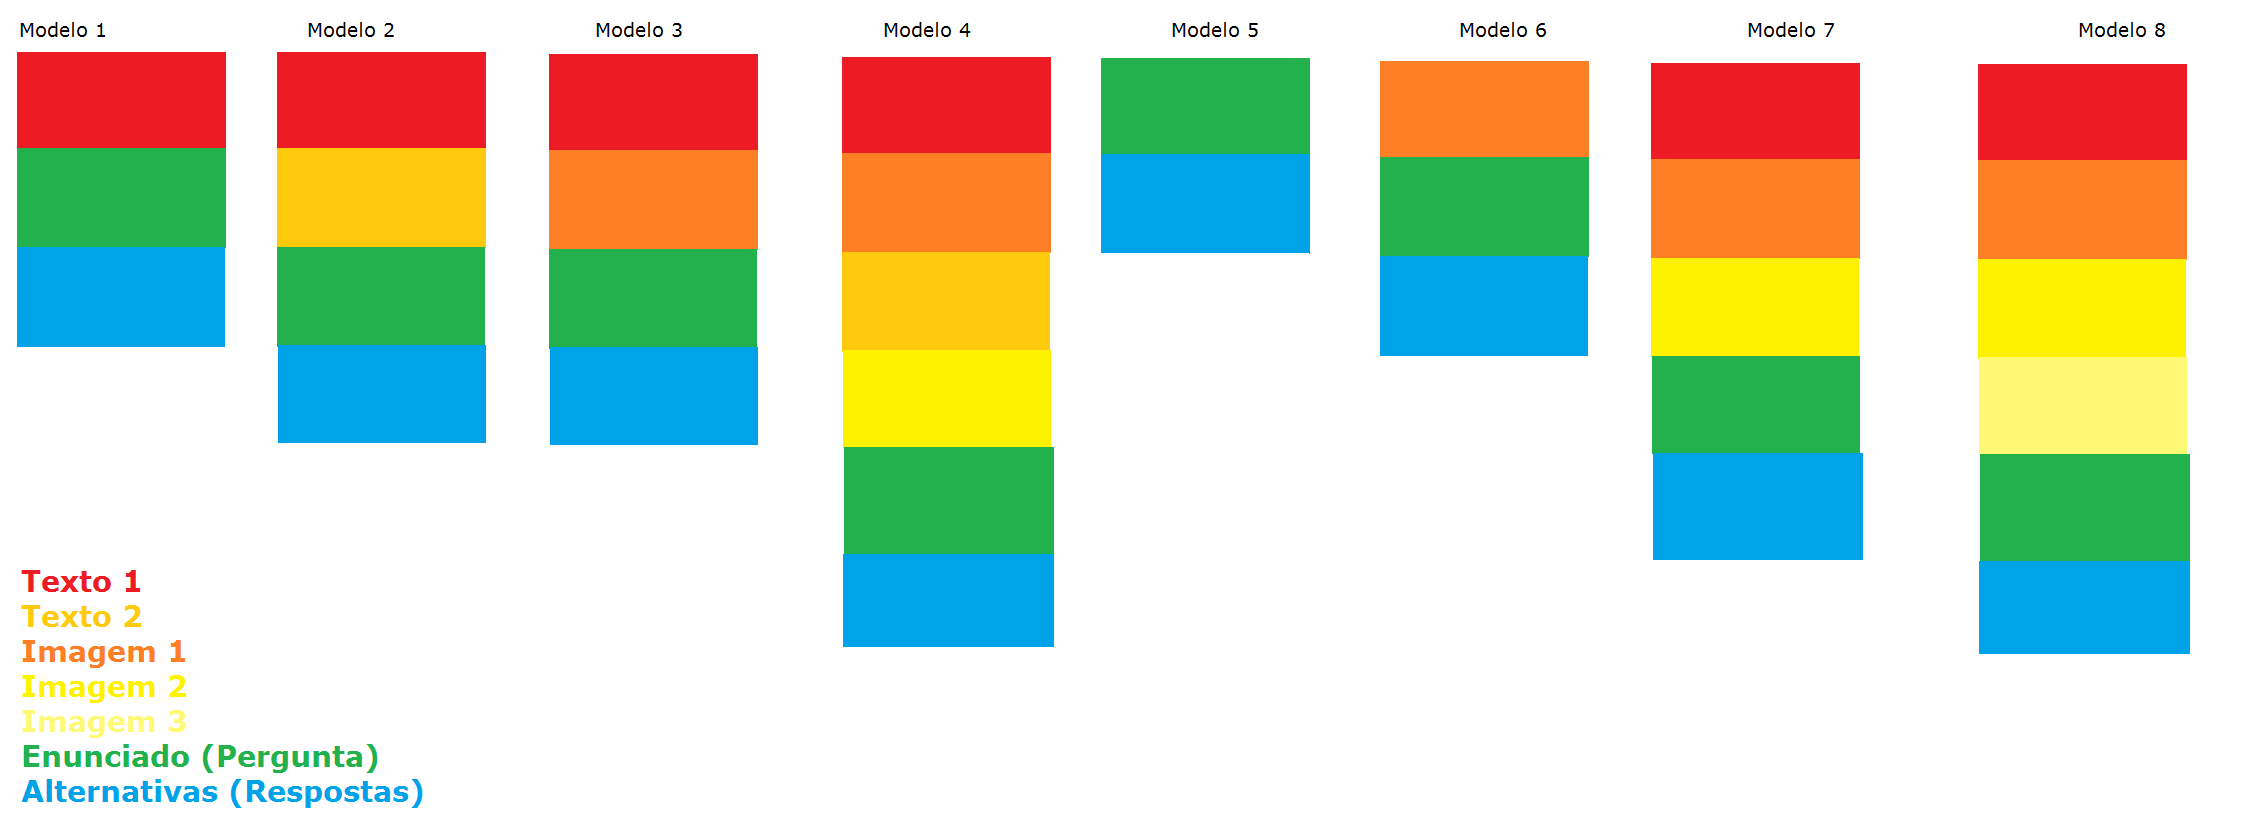 Modelo 1
Modelo 2
Modelo 3
Modelo 4
Modelo 5
Modelo 6
Modelo 7
Modelo 8
Texto 1
Texto 2
Imagem 1
Imagem 2
Imagem 3
Enunciado (Pergunta)
Alternativas (Respostas)